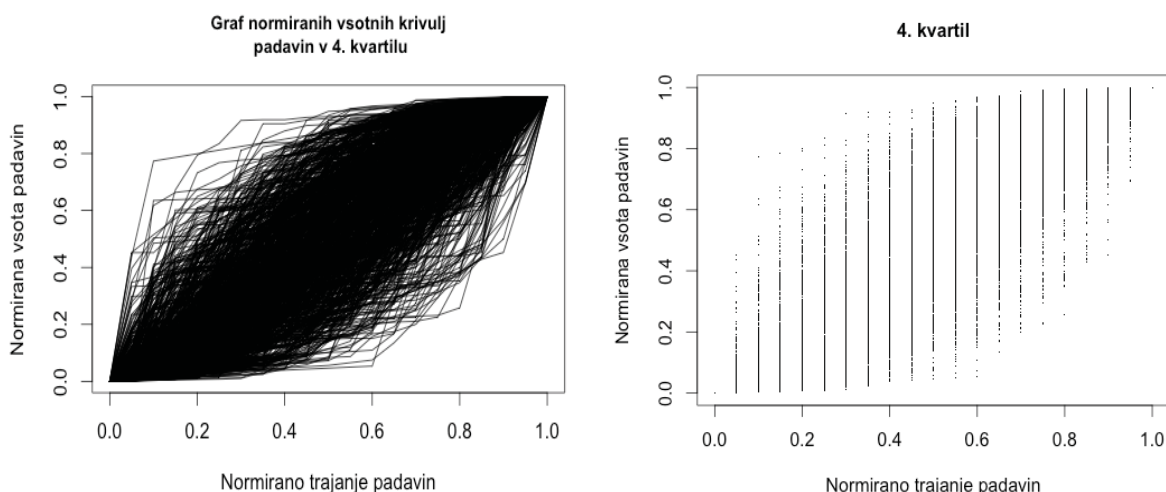 Graf normiranih vsotnih krivulj
padavin v 4. kvartilu
Normirana vsota padavin
1.0
0.8
0.6
0.4
0.2
0.0
0.0 0.2 0.4 0.6 0.8 1.0
Normirano trajanje padavin
4. kvartil
Normirana vsota padavin
1.0
0.8
0.6
0.4
0.2
0.0
0.0 0.2 0.4 0.6 0.8 1.0
Normirano trajanje padavin